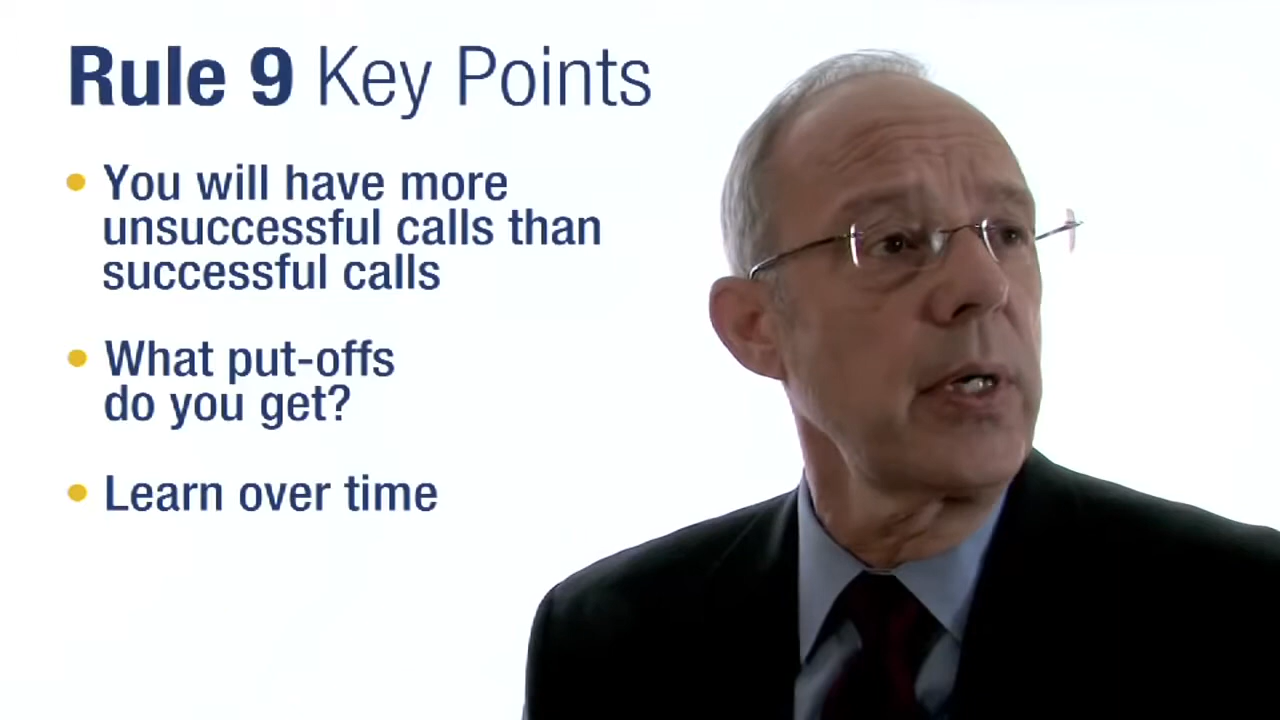 Rule 9 Key Points
• You will have more
unsuccessful calls than
successful calls
• What put-offs
do you get?
• Learn over time